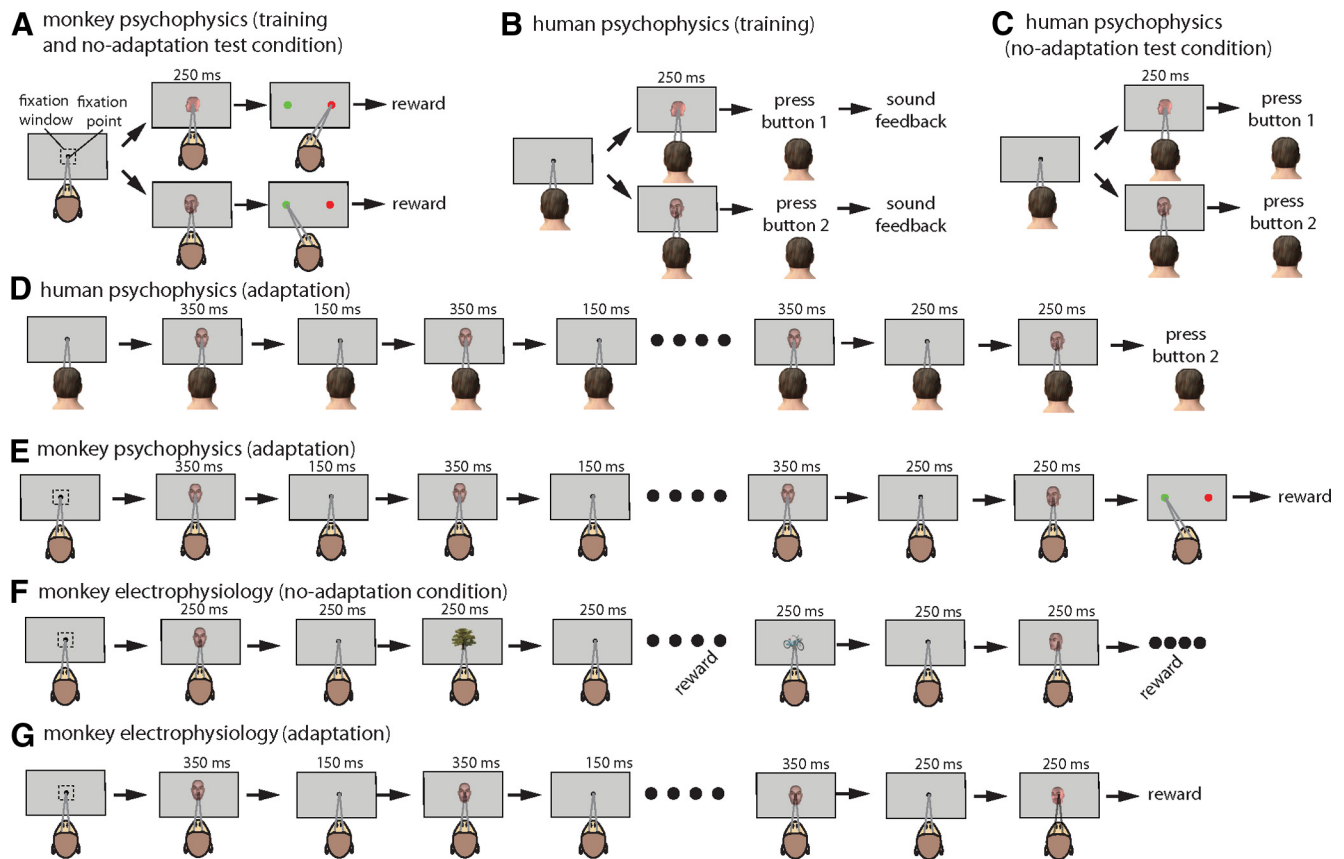 A monkey psychophysics (training
and no-adaptation test condition)
250 ms
fixation
window
fixation
point
reward
reward
B human psychophysics (training)
250 ms
press
button 1
sound
feedback
press
button 2
sound
feedback
C human psychophysics
(no-adaptation test condition)
250 ms
press
button 1
press
button 2
D human psychophysics (adaptation)
350 ms 150 ms 350 ms 150 ms 350 ms 250 ms 250 ms
press
button 2
E monkey psychophysics (adaptation)
350 ms 150 ms 350 ms 150 ms 350 ms 250 ms 250 ms
reward
F monkey electrophysiology (no-adaptation condition)
250 ms 250 ms 250 ms 250 ms 250 ms 250 ms 250 ms
reward
reward
G monkey electrophysiology (adaptation)
350 ms 150 ms 350 ms 150 ms 350 ms 250 ms 250 ms
reward